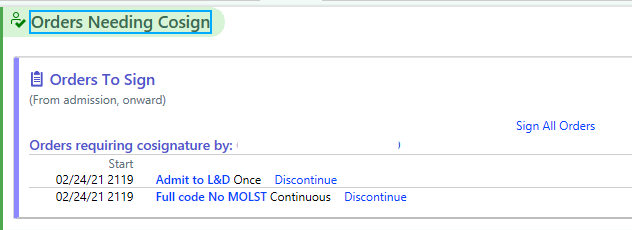 Orders Needing Cosign
Orders To Sign
(From admission, onward)
Sign All Orders
Orders requiring cosignature by: ( )
Start
02/24/21 2119 Admit to L&D Once Discontinue
02/24/21 2119 Full code No MOLST Continuous Discontinue